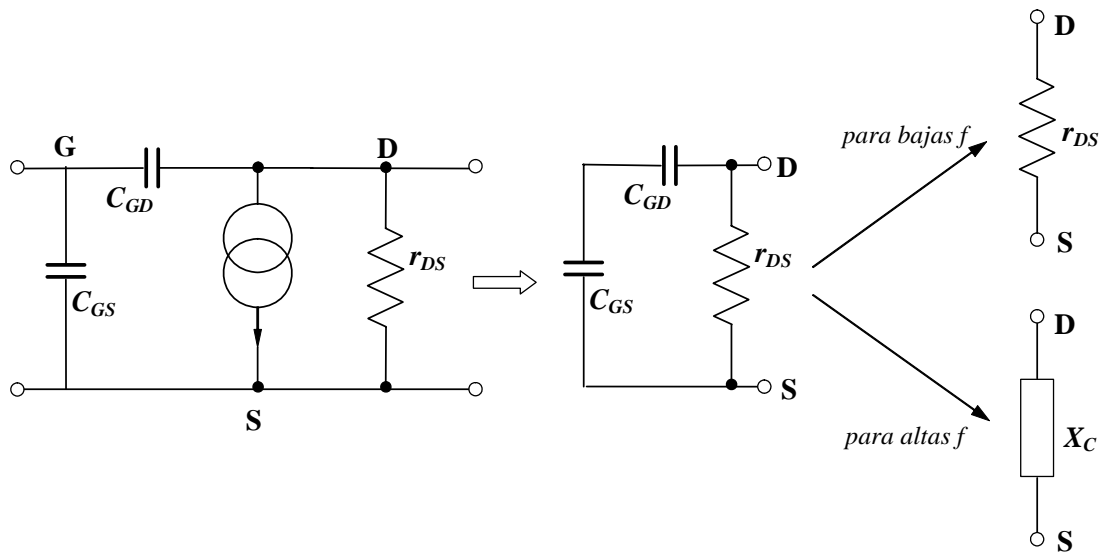 G
C_GD
D
C_GS
r_DS
S
C_GD
D
C_GS
r_DS
S
para bajas f
D
r_DS
S
para altas f
D
X_C
S